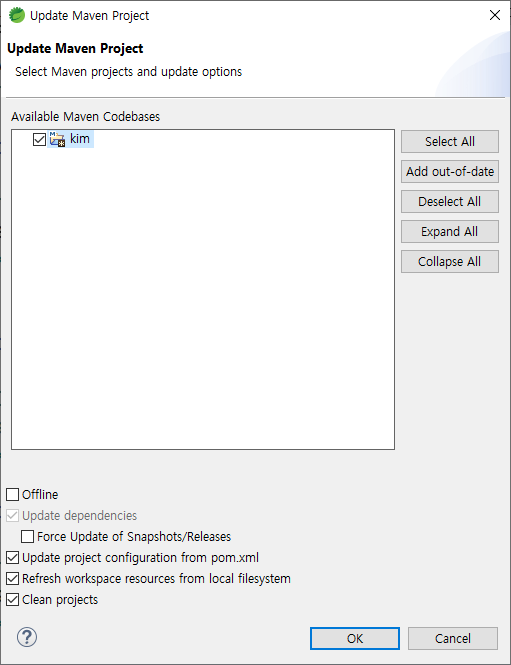 Update Maven Project
Update Maven Project
Select Maven projects and update options
Available Maven Codebases
kim
Select All
Add out-of-date
Deselect All
Expand All
Collapse All
Offline
Update dependencies
Force Update of Snapshots/Releases
Update project configuration from pom.xml
Refresh workspace resources from local filesystem
Clean projects
?
OK
Cancel